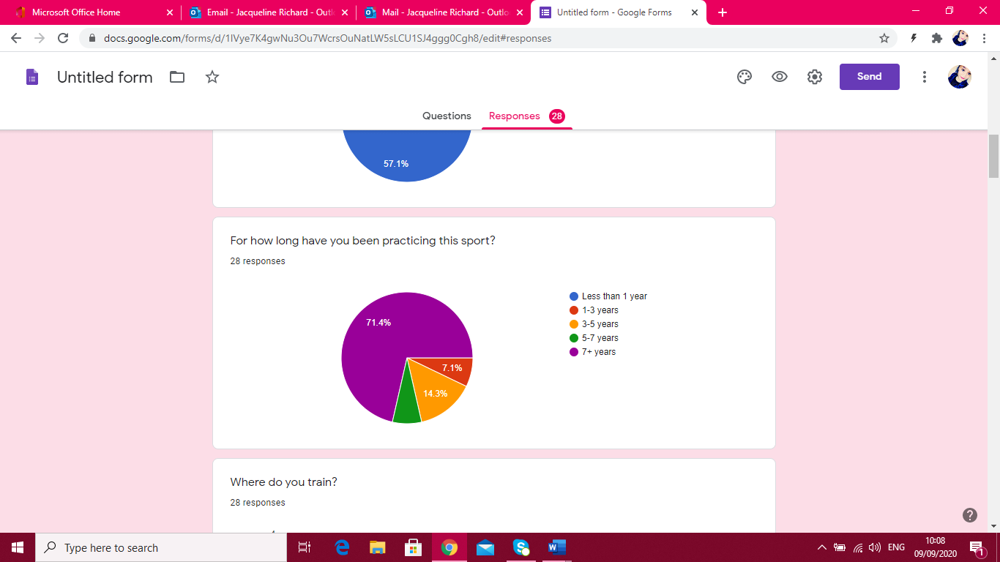 Microsoft Office Home
Email - Jacqueline Richard - Outl
Mail - Jacqueline Richard - Outlo
Untitled form - Google Forms
docs.google.com/forms/d/1IVye7K4gwNu3Ou7WcrsOuNatLW5sLCU1SJ4ggg0Cgh8/edit#responses
Untitled form
Send
Questions
Responses 28
57.1%
For how long have you been practicing this sport?
28 responses
71.4%
7.1%
14.3%
Less than 1 year
1-3 years
3-5 years
5-7 years
7+ years
Where do you train?
28 responses
Type here to search
ENG
10:08
09/09/2020
1